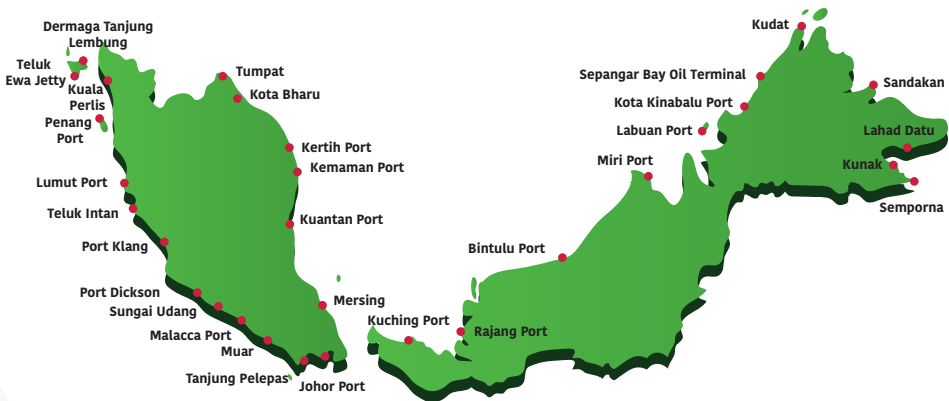 Dermaga Tanjung
Lembung
Teluk
Ewa Jetty
Kuala
Perlis
Penang
Port
Lumut Port
Teluk Intan
Port Klang
Port Dickson
Sungai Udang
Malacca Port
Muar
Tanjung Pelepas
Johor Port
Tumpat
Kota Bharu
Kertih Port
Kemaman Port
Kuantan Port
Mersing
Kuching Port
Rajang Port
Bintulu Port
Miri Port
Labuan Port
Kota Kinabalu Port
Sepangar Bay Oil Terminal
Kudat
Sandakan
Lahad Datu
Kunak
Semporna